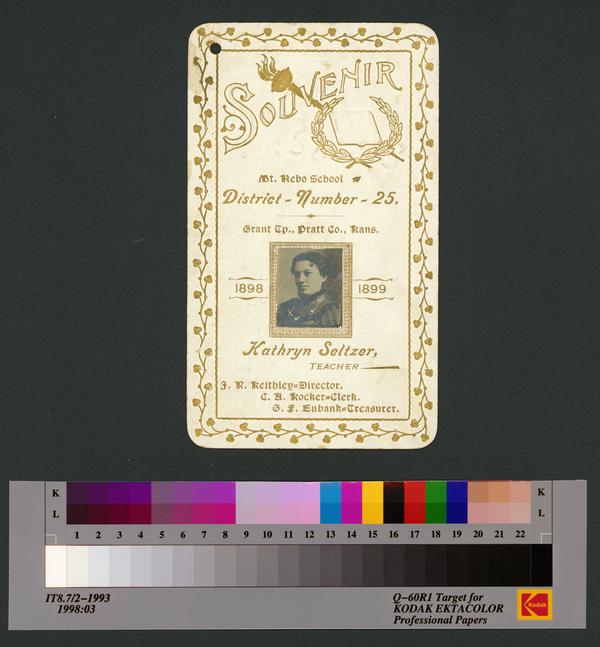 SOUVENIR
Mt. Nebo School
District - Number - 25.
Grant Tp., Pratt Co., Kans.
1898 1899
Kathryn Seltzer,
TEACHER
J. R. Keithley=Director.
C. A. Rocker=Clerk.
G. F. Eubank=Treasurer.
K K
L L
1 2 3 4 5 6 7 8 9 10 11 12 13 14 15 16 17 18 19 20 21 22
IT8.7/2-1993
1998:03
Q-60R1 Target for
KODAK EKTACOLOR
Professional Papers
Kodak